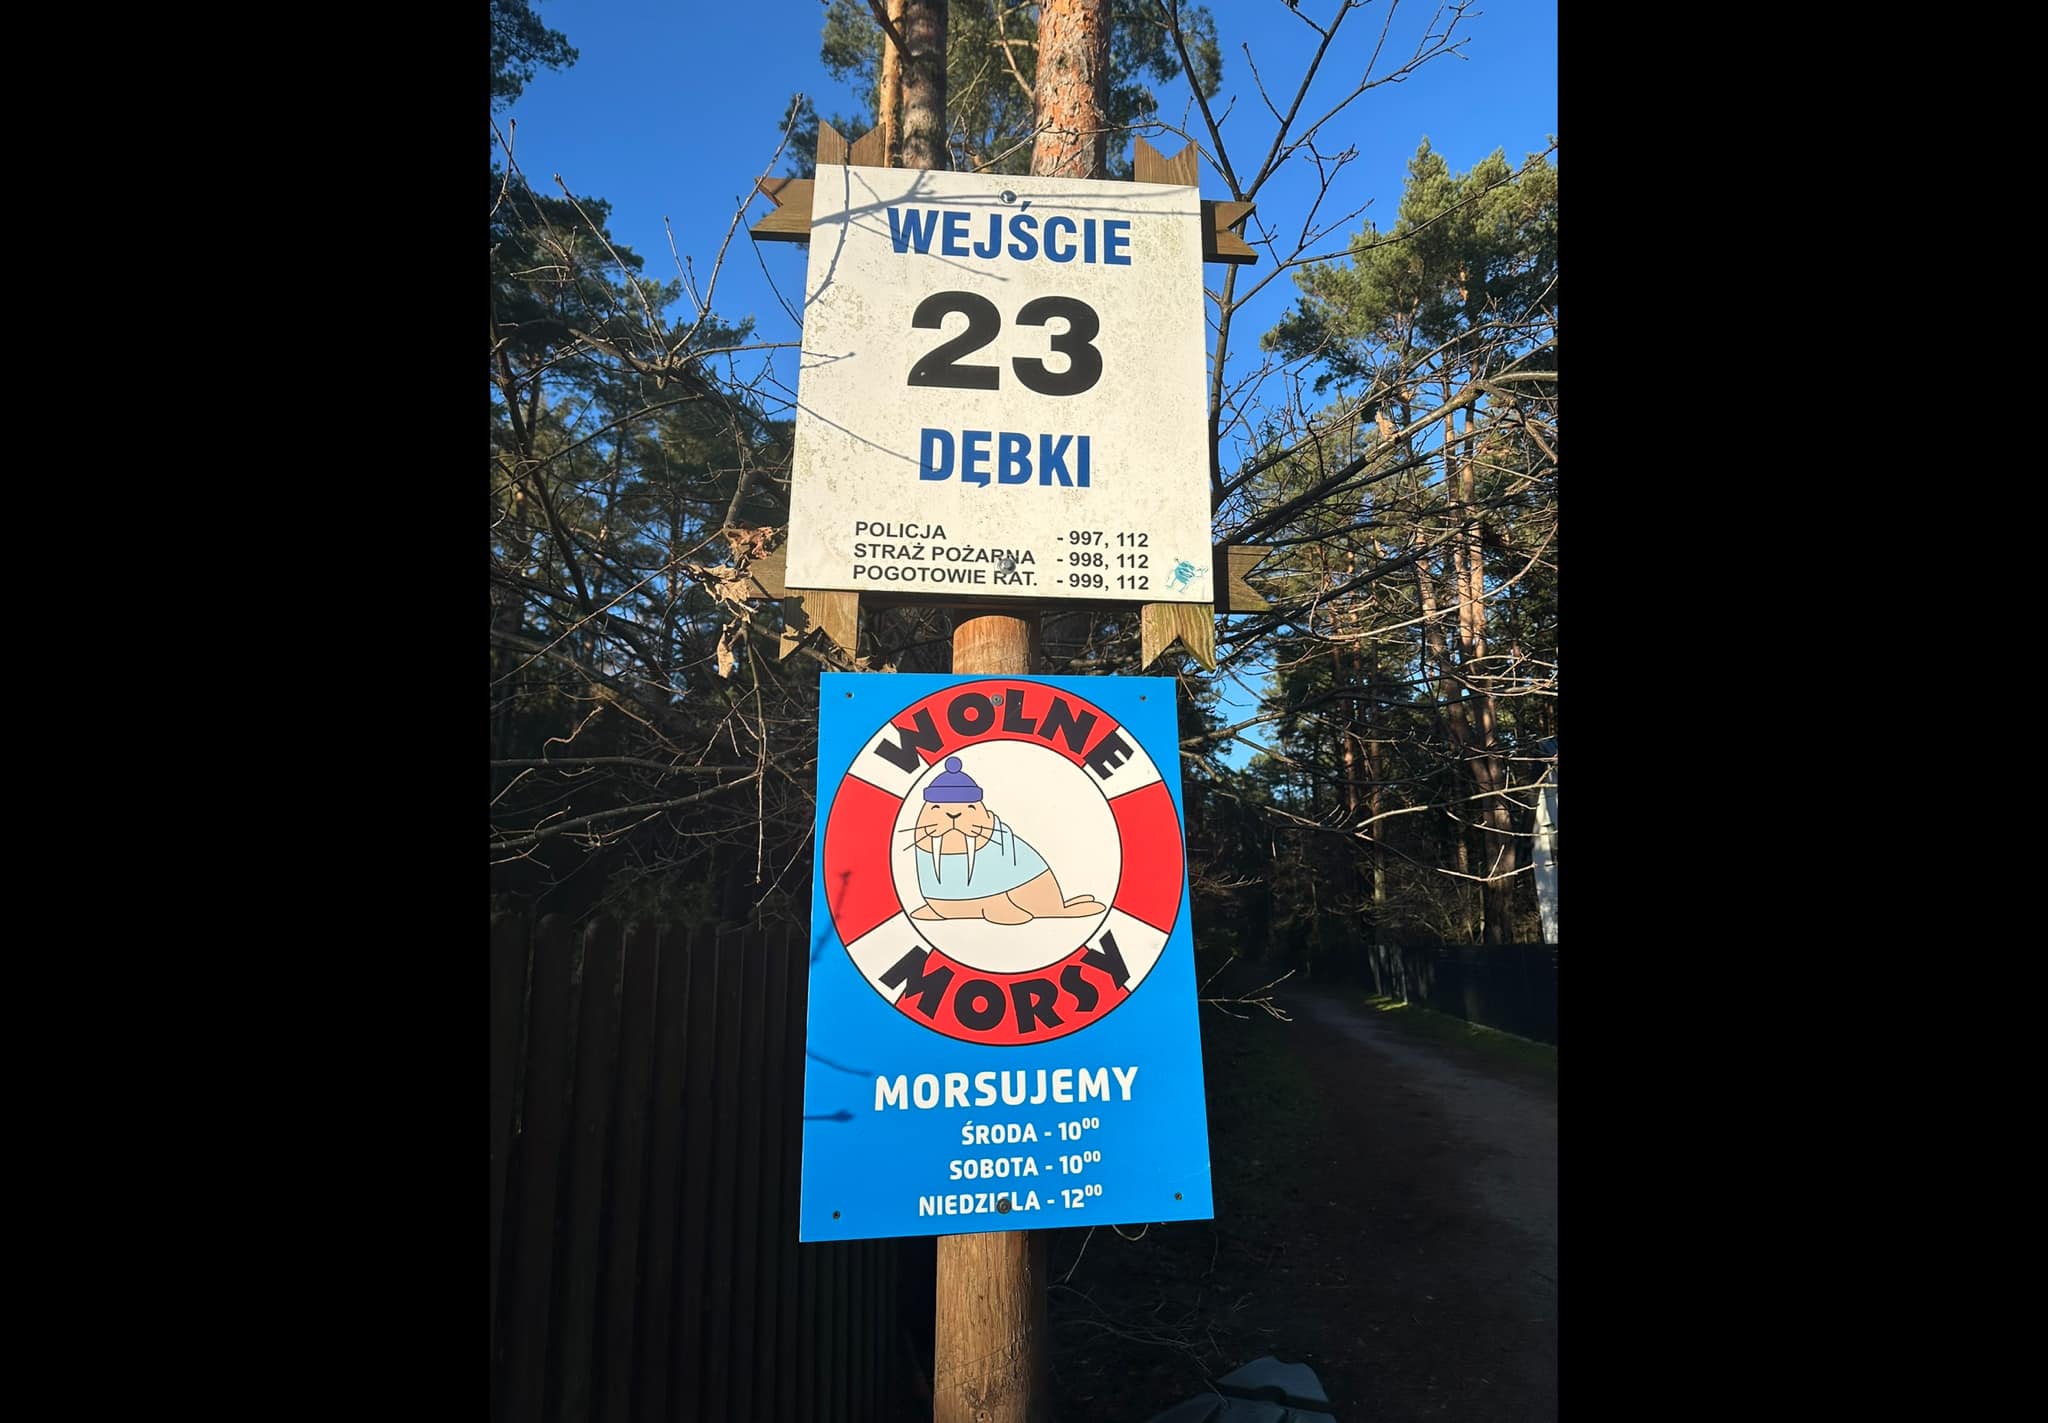 WEJŚCIE
23
DĘBKI
POLICJA - 997, 112
STRAŻ POŻARNA - 998, 112
POGOTOWIE RAT. - 999, 112
WOLNE
MORSY
MORSUJEMY
ŚRODA - 10⁰⁰
SOBOTA - 10⁰⁰
NIEDZIELA - 12⁰⁰